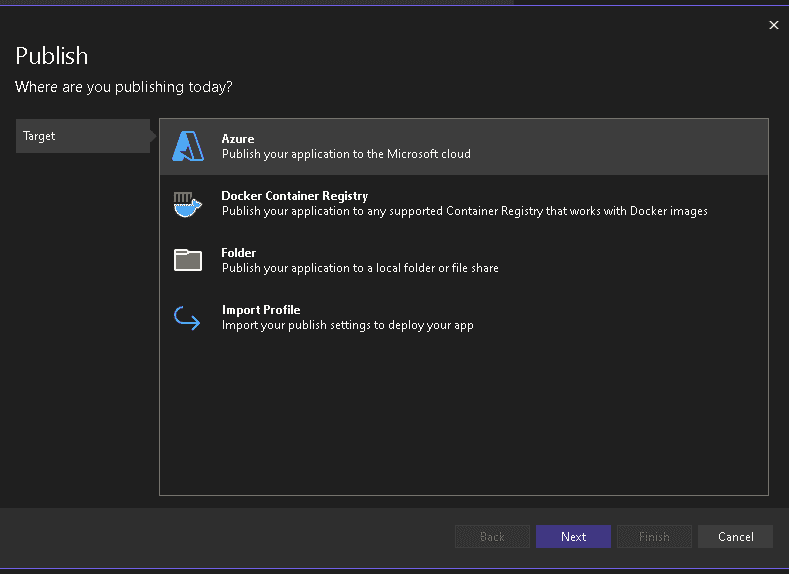 Publish
Where are you publishing today?
Target
Azure
Publish your application to the Microsoft cloud
Docker Container Registry
Publish your application to any supported Container Registry that works with Docker images
Folder
Publish your application to a local folder or file share
Import Profile
Import your publish settings to deploy your app
Back
Next
Finish
Cancel